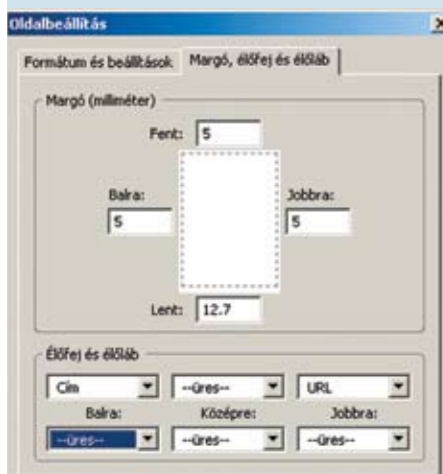 Oldalbeállítás
Formátum és beállítások Margó, élőfej és élőláb
Margó (milliméter)
Fent: 5
Balra: Jobbra:
5 5
Lent: 12.7
Élőfej és élőláb
Cím --üres-- URL
Balra: Középre: Jobbra:
--üres-- --üres-- --üres--